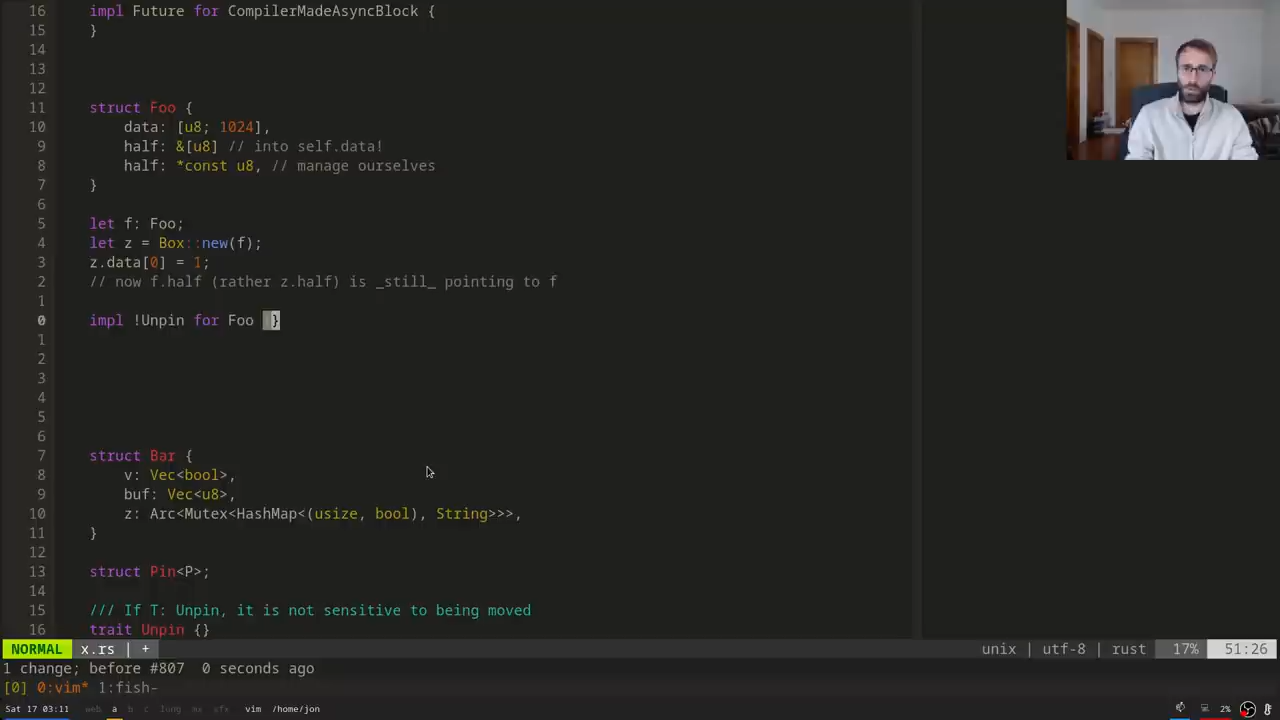 16 impl Future for CompilerMadeAsyncBlock {
15 }
14
13
12
11 struct Foo {
10 data: [u8; 1024],
9 half: &[u8] // into self.data!
8 half: *const u8, // manage ourselves
7 }
6
5 let f: Foo;
4 let z = Box::new(f);
3 z.data[0] = 1;
2 // now f.half (rather z.half) is _still_ pointing to f
1
0 impl !Unpin for Foo }
1
2
3
4
5
6
7 struct Bar {
8 v: Vec<bool>,
9 buf: Vec<u8>,
10 z: Arc<Mutex<HashMap<(usize, bool), String>>>,
11 }
12
13 struct Pin<P>;
14
15 /// If T: Unpin, it is not sensitive to being moved
16 trait Unpin {}
NORMAL x.rs | + unix | utf-8 | rust 17% 51:26
1 change; before #807 0 seconds ago
[0] 0:vim* 1:fish-
Sat 17 03:11 web a b c lung mx sfx vim /home/jon 2%